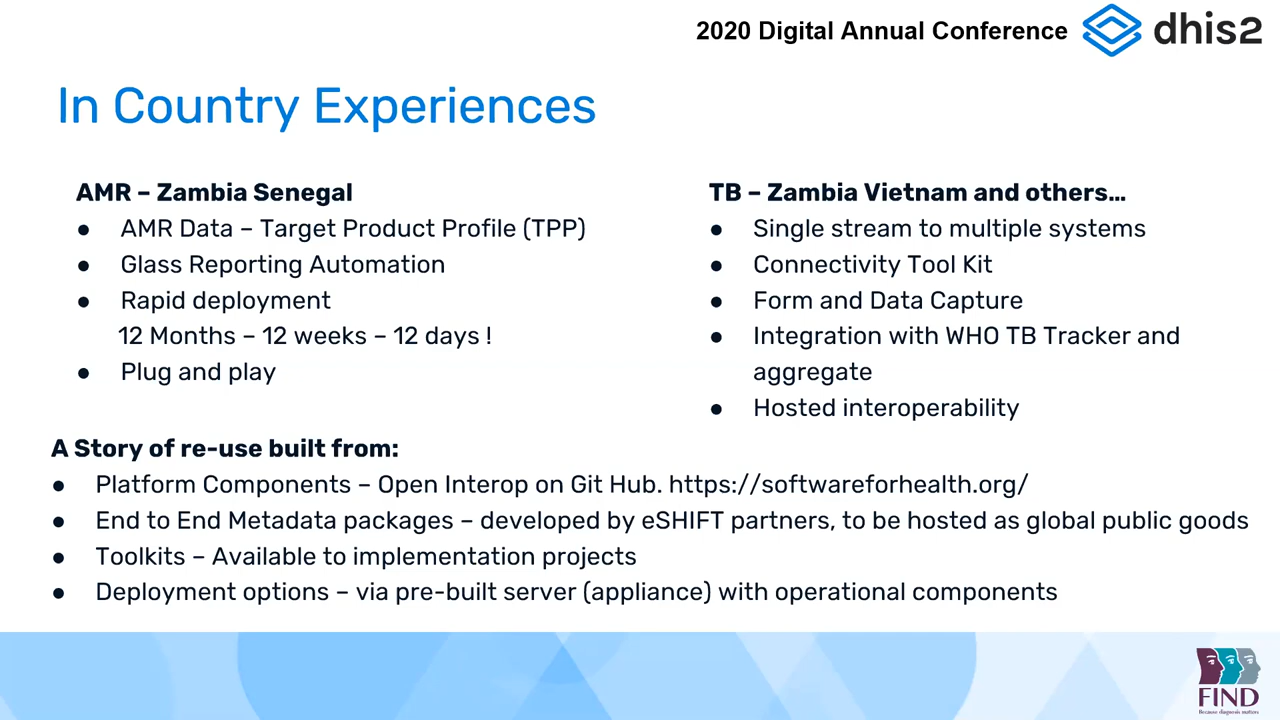 2020 Digital Annual Conference
dhis2
In Country Experiences
AMR – Zambia Senegal
● AMR Data – Target Product Profile (TPP)
● Glass Reporting Automation
● Rapid deployment
12 Months – 12 weeks – 12 days !
● Plug and play
TB – Zambia Vietnam and others…
● Single stream to multiple systems
● Connectivity Tool Kit
● Form and Data Capture
● Integration with WHO TB Tracker and
aggregate
● Hosted interoperability
A Story of re-use built from:
● Platform Components – Open Interop on Git Hub. https://softwareforhealth.org/
● End to End Metadata packages – developed by eSHIFT partners, to be hosted as global public goods
● Toolkits – Available to implementation projects
● Deployment options – via pre-built server (appliance) with operational components
FIND
Because diagnosis matters